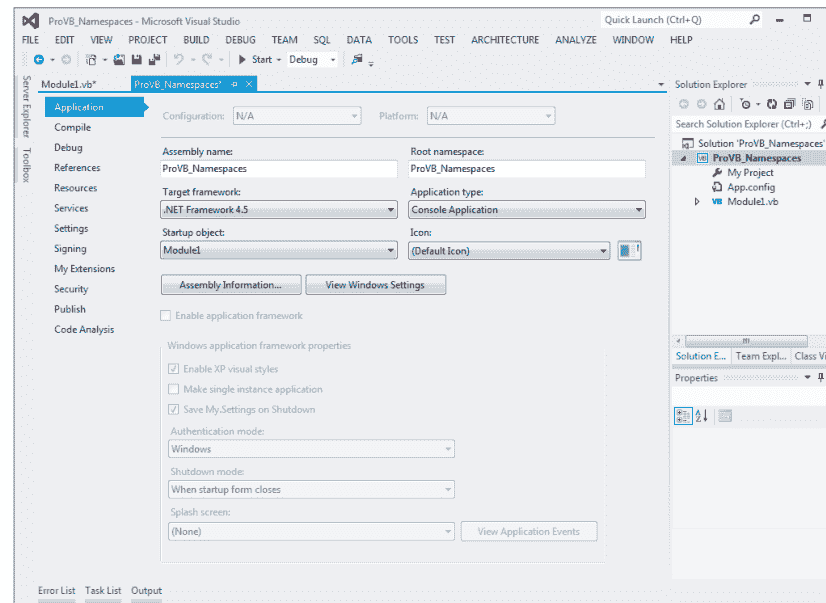 ProVB_Namespaces - Microsoft Visual Studio
Quick Launch (Ctrl+Q)
FILE EDIT VIEW PROJECT BUILD DEBUG TEAM SQL DATA TOOLS TEST ARCHITECTURE ANALYZE WINDOW HELP
Start Debug
Server Explorer
Toolbox
Module1.vb*
ProVB_Namespaces*
Application
Compile
Debug
References
Resources
Services
Settings
Signing
My Extensions
Security
Publish
Code Analysis
Configuration: N/A Platform: N/A
Assembly name: Root namespace:
ProVB_Namespaces ProVB_Namespaces
Target framework: Application type:
.NET Framework 4.5 Console Application
Startup object: Icon:
Module1 (Default Icon)
Assembly Information... View Windows Settings
Enable application framework
Windows application framework properties
Enable XP visual styles
Make single instance application
Save My.Settings on Shutdown
Authentication mode:
Windows
Shutdown mode:
When startup form closes
Splash screen:
(None) View Application Events
Solution Explorer
Search Solution Explorer (Ctrl+;)
Solution 'ProVB_Namespaces'
VB ProVB_Namespaces
My Project
App.config
VB Module1.vb
Solution E... Team Expl... Class Vi
Properties
Error List Task List Output